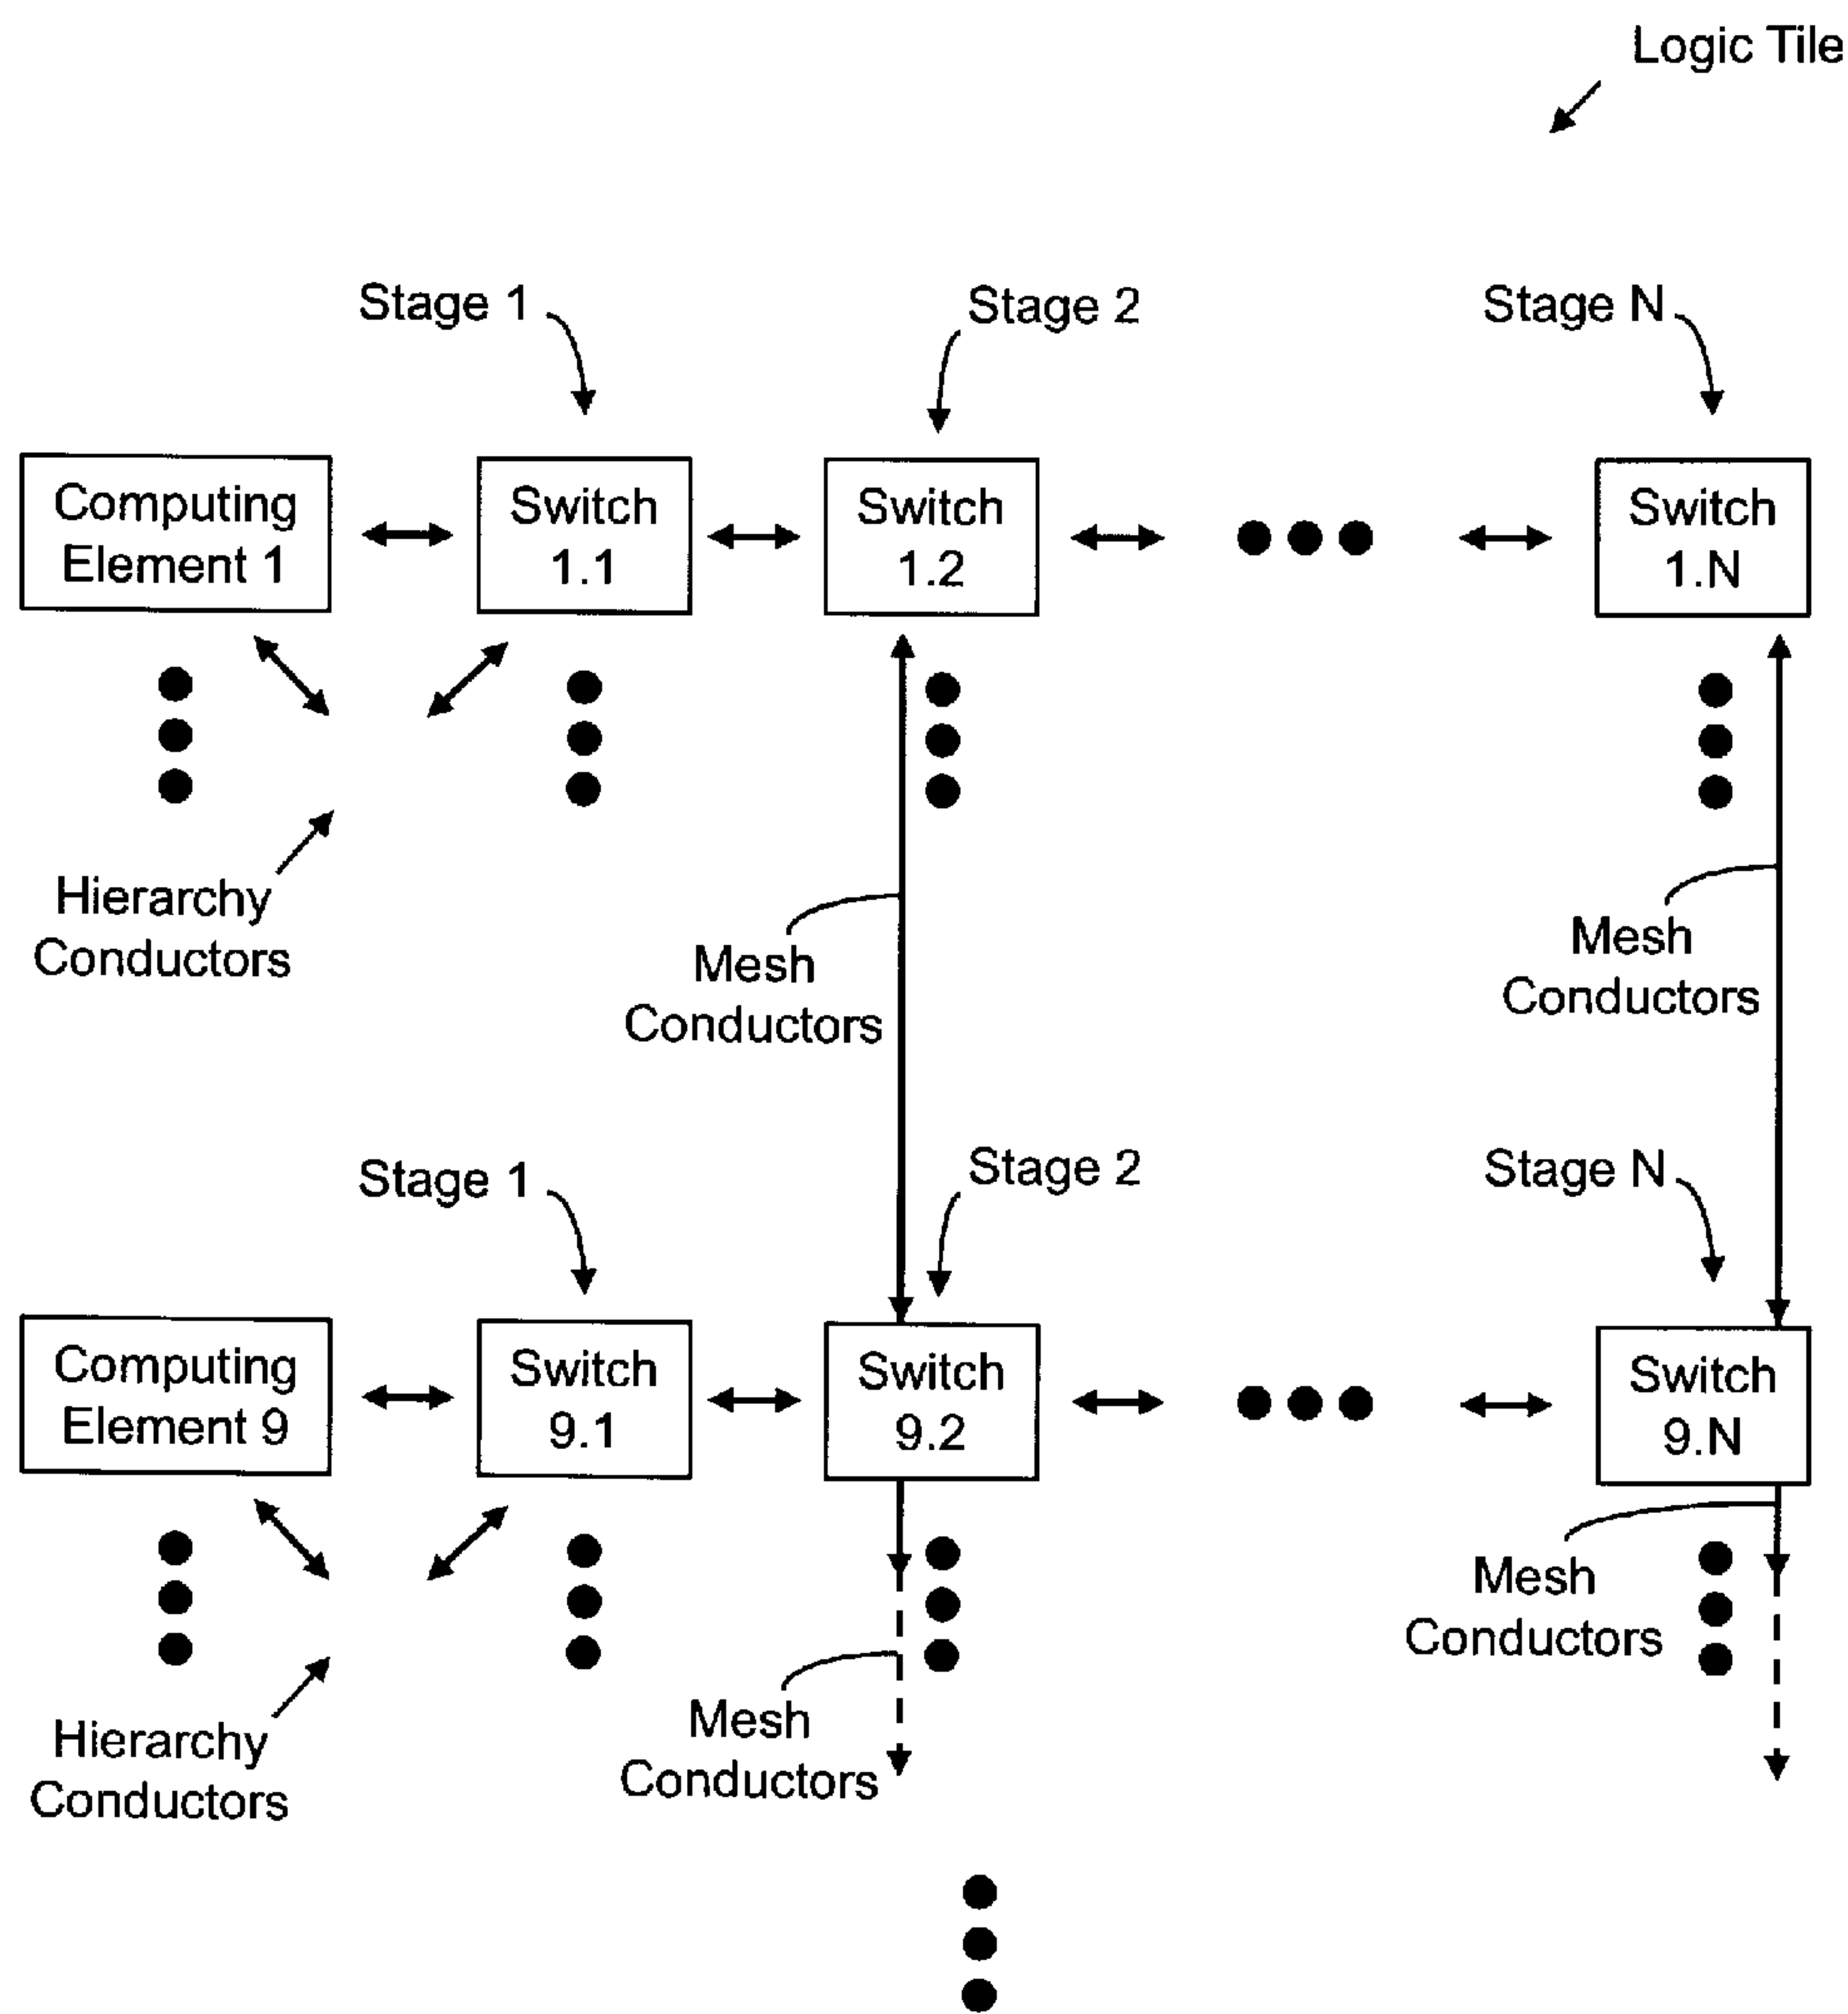 Logic Tile
Stage 1
Stage 2
Stage N
Computing
Element 1
Switch
1.1
Switch
1.2
Switch
1.N
Hierarchy
Conductors
Mesh
Conductors
Mesh
Conductors
Stage 1
Stage 2
Stage N
Computing
Element 9
Switch
9.1
Switch
9.2
Switch
9.N
Hierarchy
Conductors
Mesh
Conductors
Mesh
Conductors